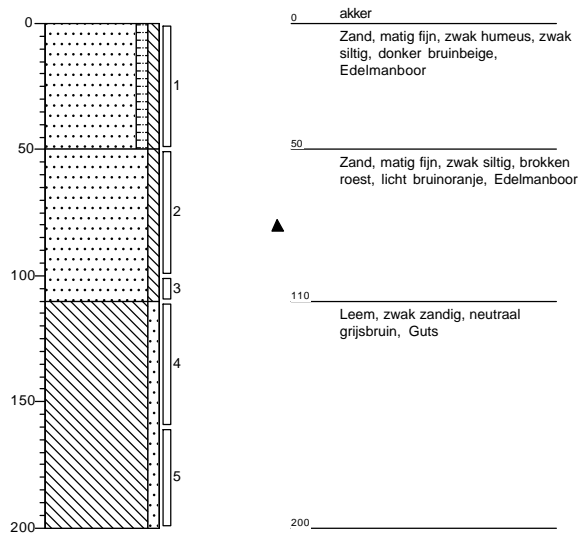 0
50
100
150
200
1
2
3
4
5
0
akker
Zand, matig fijn, zwak humeus, zwak
siltig, donker bruinbeige,
Edelmanboor
50
Zand, matig fijn, zwak siltig, brokken
roest, licht bruinoranje, Edelmanboor
110
Leem, zwak zandig, neutraal
grijsbruin, Guts
200